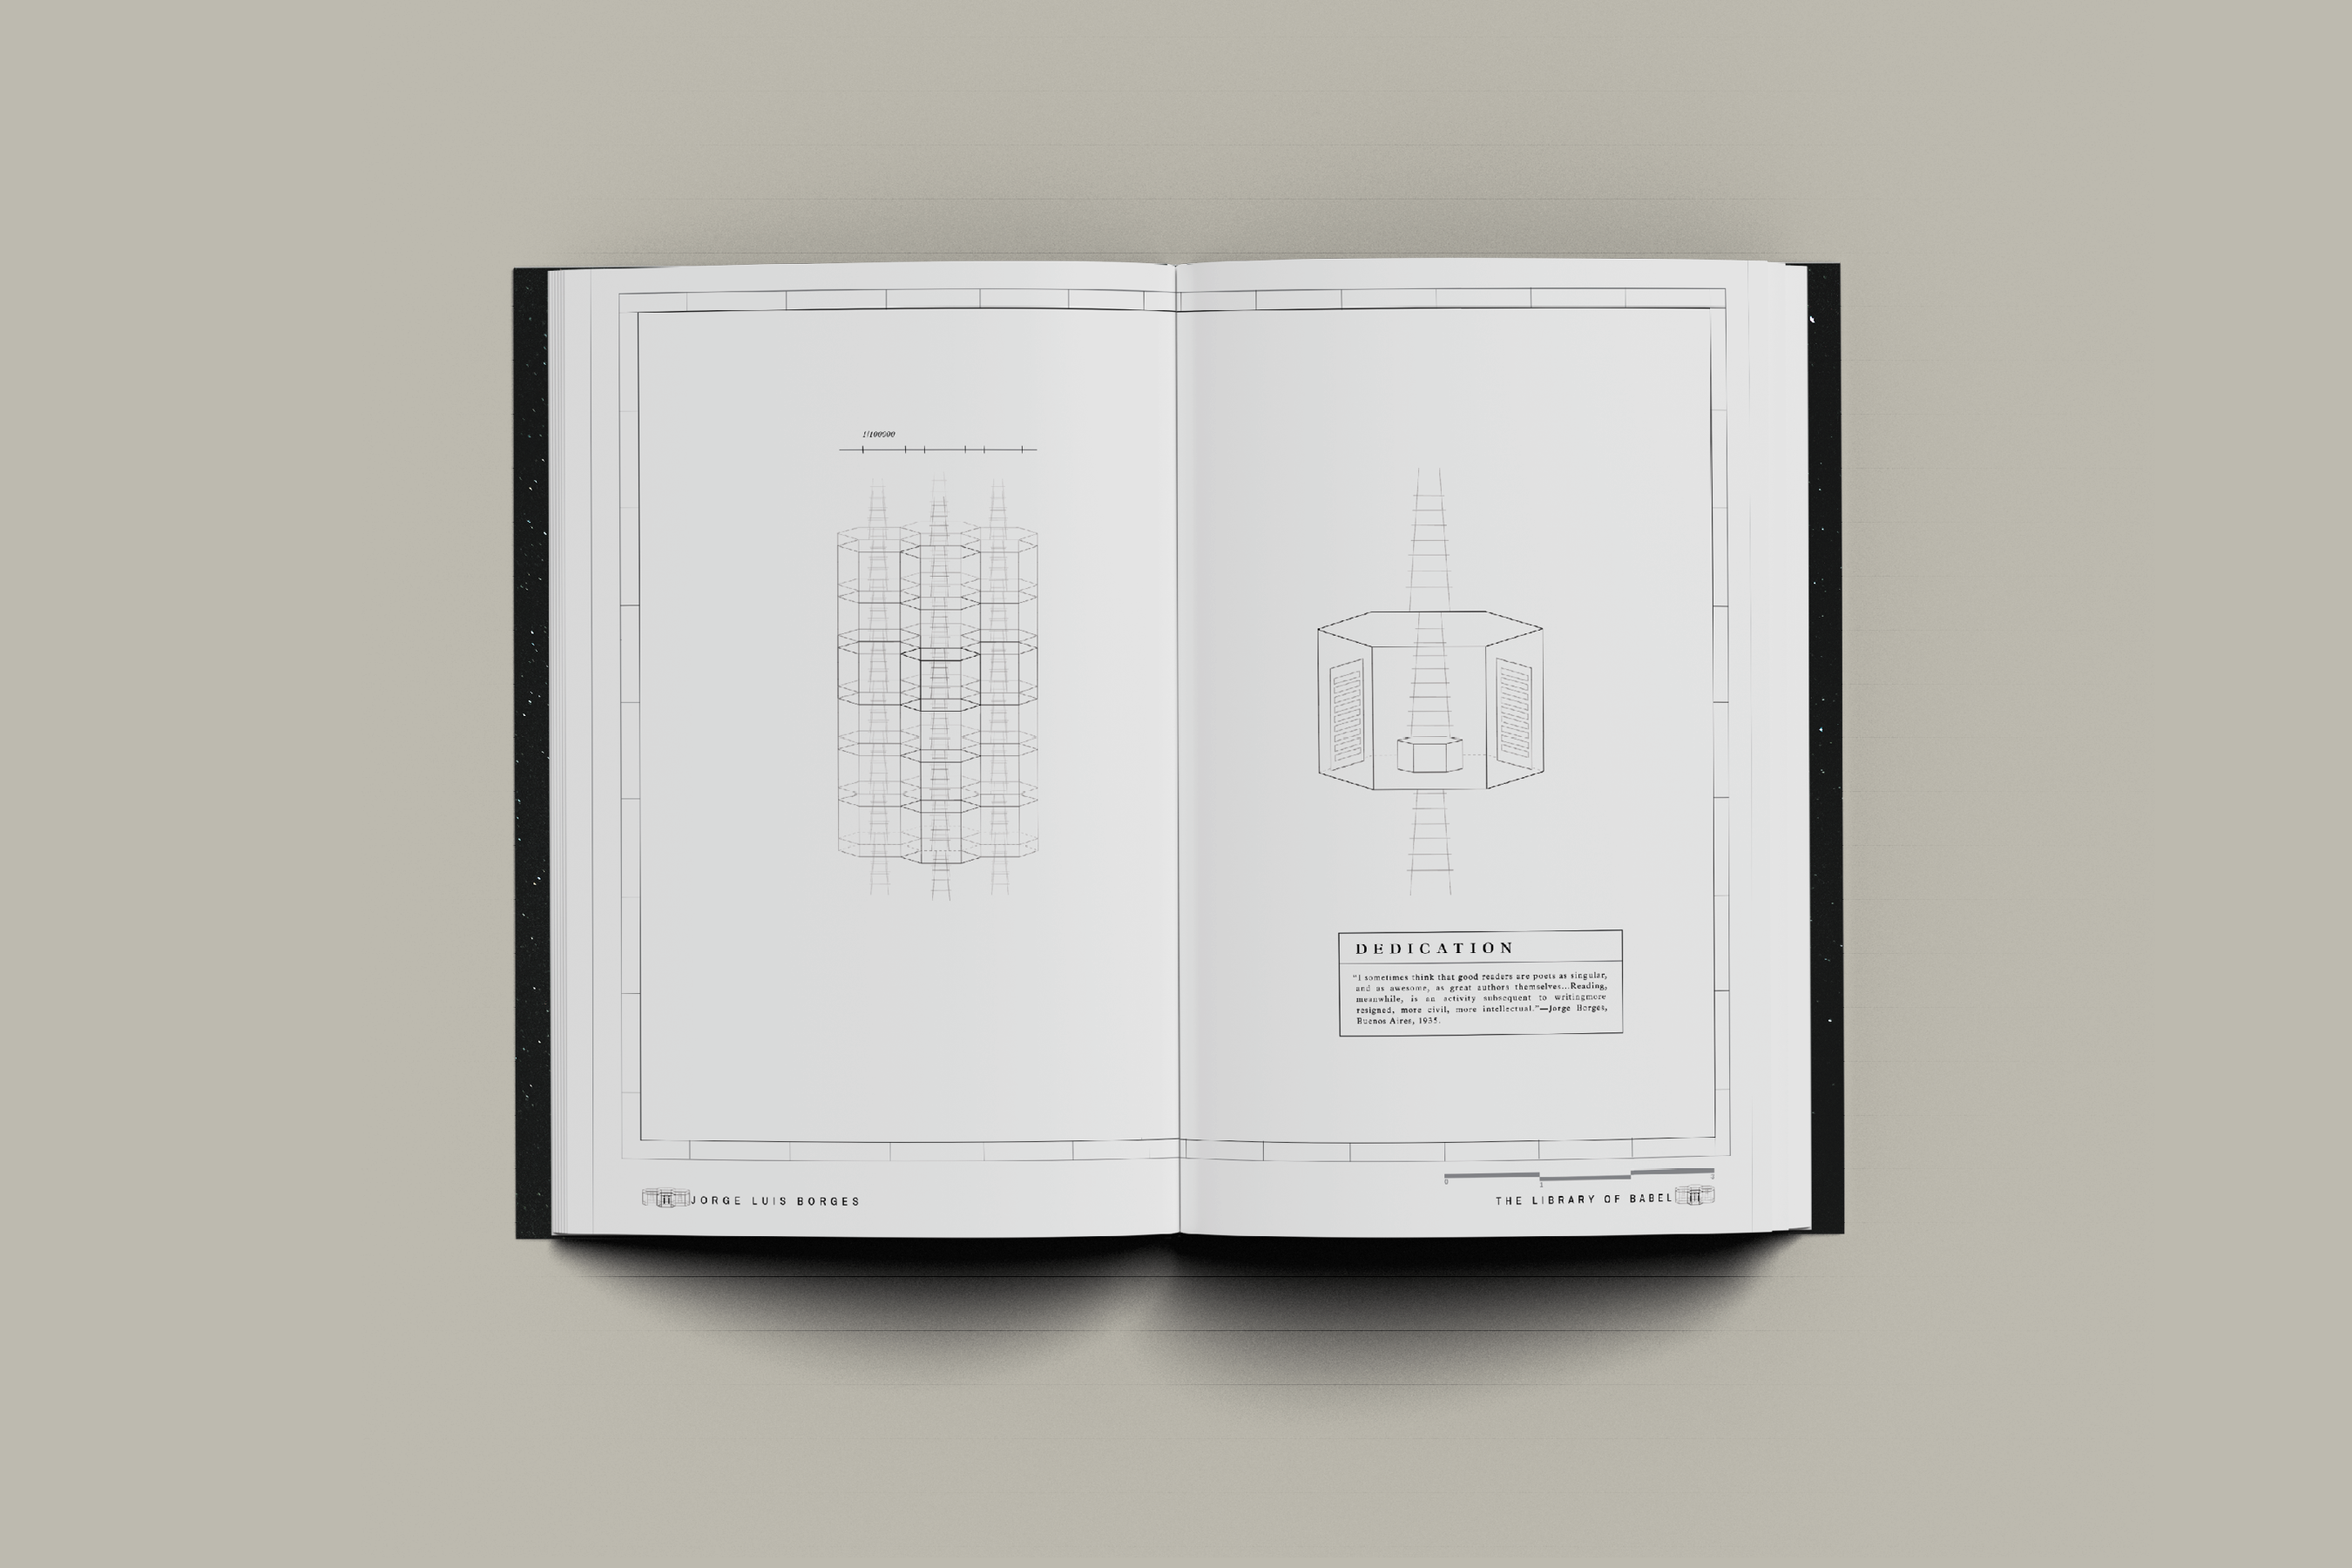 1/100000
DEDICATION
"I sometimes think that good readers are poets as singular,
and as awesome, as great authors themselves...Reading,
meanwhile, is an activity subsequent to writingmore
resigned, more civil, more intellectual."—Jorge Borges,
Buenos Aires, 1935.
0
1
2
JORGE LUIS BORGES
THE LIBRARY OF BABEL